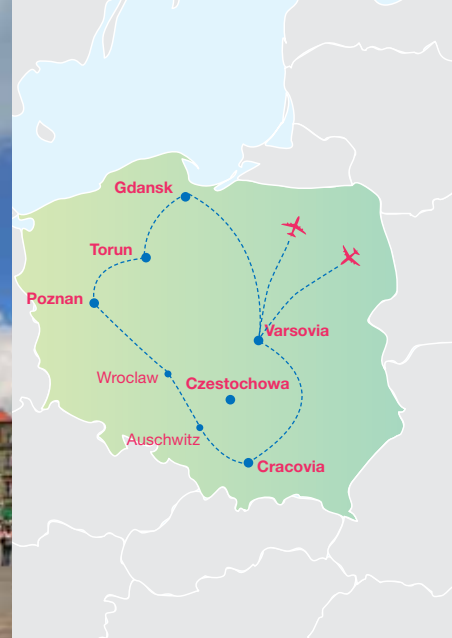 Gdansk
Torun
Poznan
Varsovia
Wroclaw
Czestochowa
Auschwitz
Cracovia